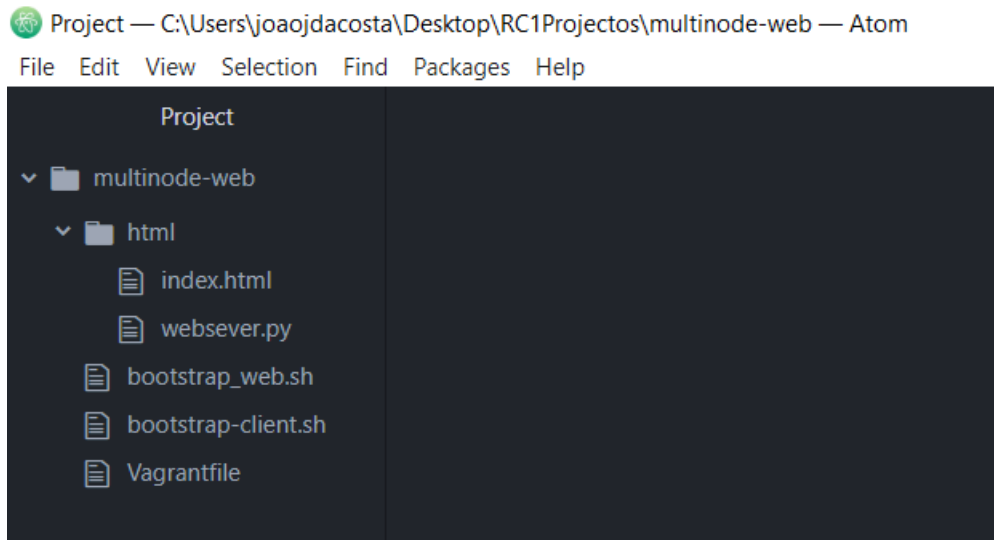 Project — C:\Users\joaojdacosta\Desktop\RC1Projectos\multinode-web — Atom
File Edit View Selection Find Packages Help
Project
multinode-web
html
index.html
websever.py
bootstrap_web.sh
bootstrap-client.sh
Vagrantfile